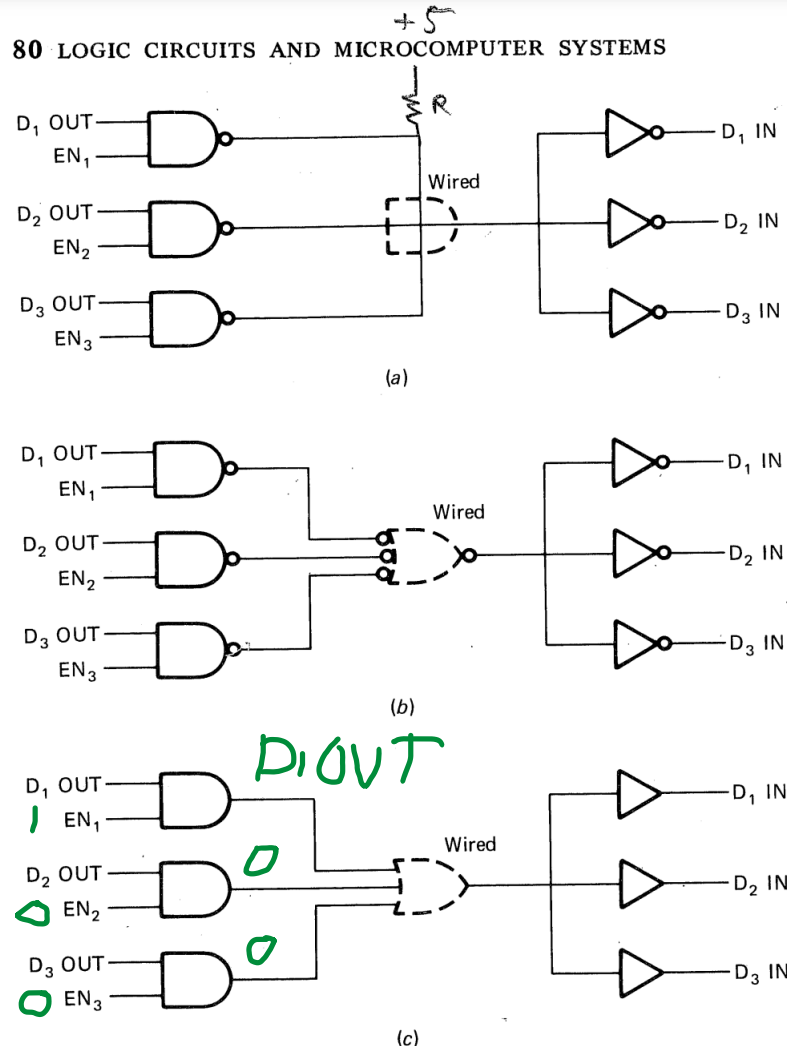 +5
80 LOGIC CIRCUITS AND MICROCOMPUTER SYSTEMS
R
D₁ OUT
EN₁
D₂ OUT
EN₂
D₃ OUT
EN₃
Wired
D₁ IN
D₂ IN
D₃ IN
(a)
D₁ OUT
EN₁
D₂ OUT
EN₂
D₃ OUT
EN₃
Wired
D₁ IN
D₂ IN
D₃ IN
(b)
D1OUT
D₁ OUT
1 EN₁
D₂ OUT
0 EN₂
D₃ OUT
0 EN₃
0
0
Wired
D₁ IN
D₂ IN
D₃ IN
(c)